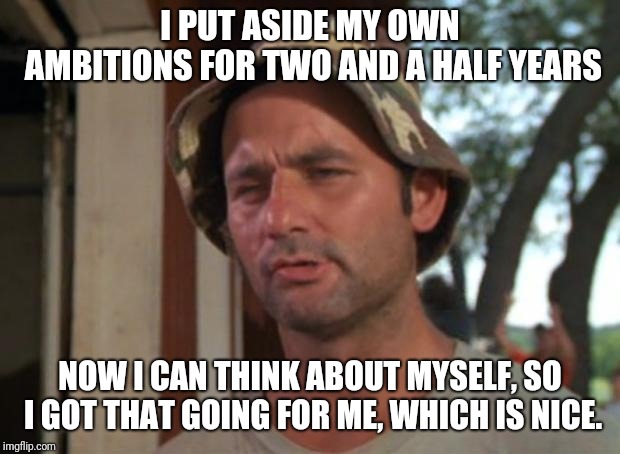 I PUT ASIDE MY OWN
AMBITIONS FOR TWO AND A HALF YEARS
NOW I CAN THINK ABOUT MYSELF, SO
I GOT THAT GOING FOR ME, WHICH IS NICE.
imgflip.com